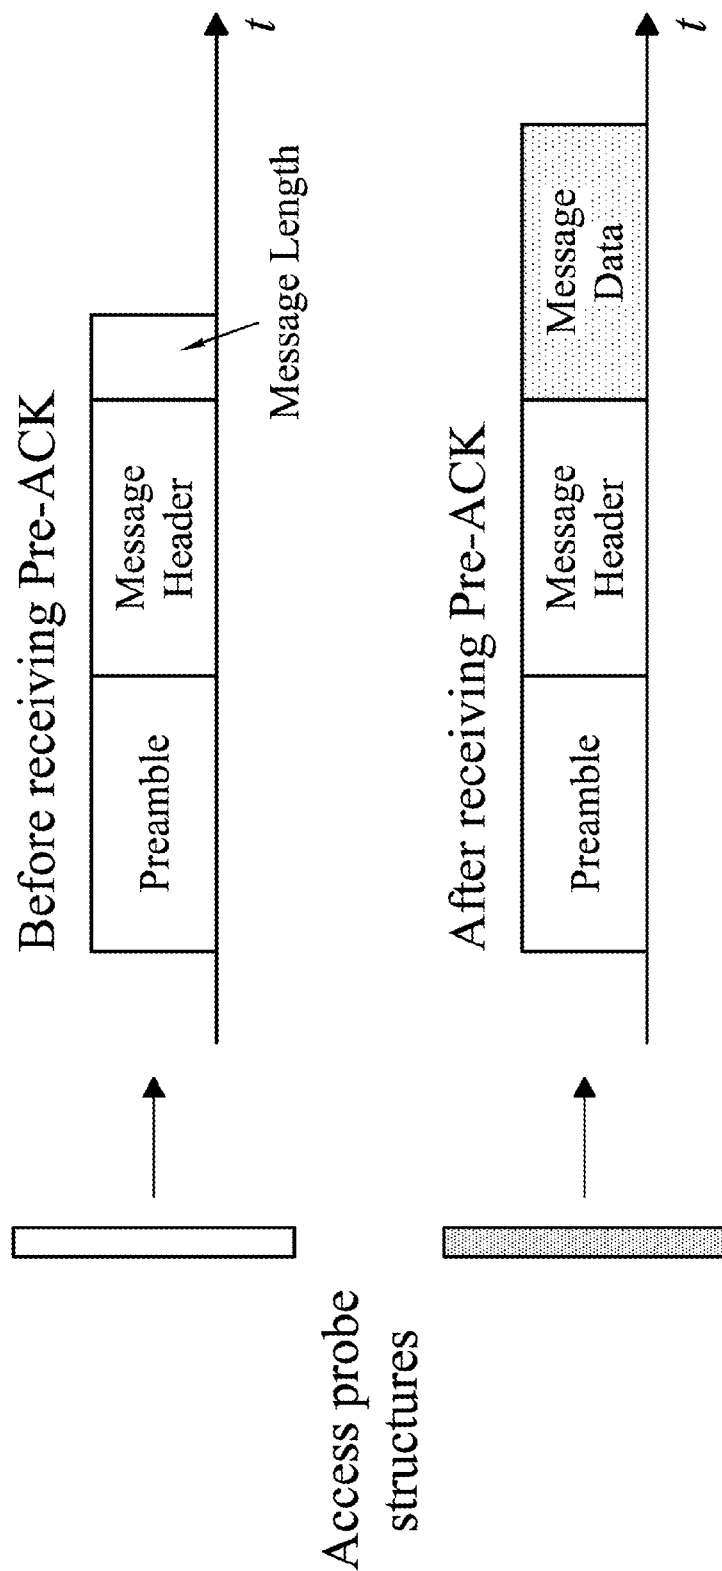 Access probe
structures
Before receiving Pre-ACK
Preamble
Message
Header
Message Length
t
After receiving Pre-ACK
Preamble
Message
Header
Message
Data
t